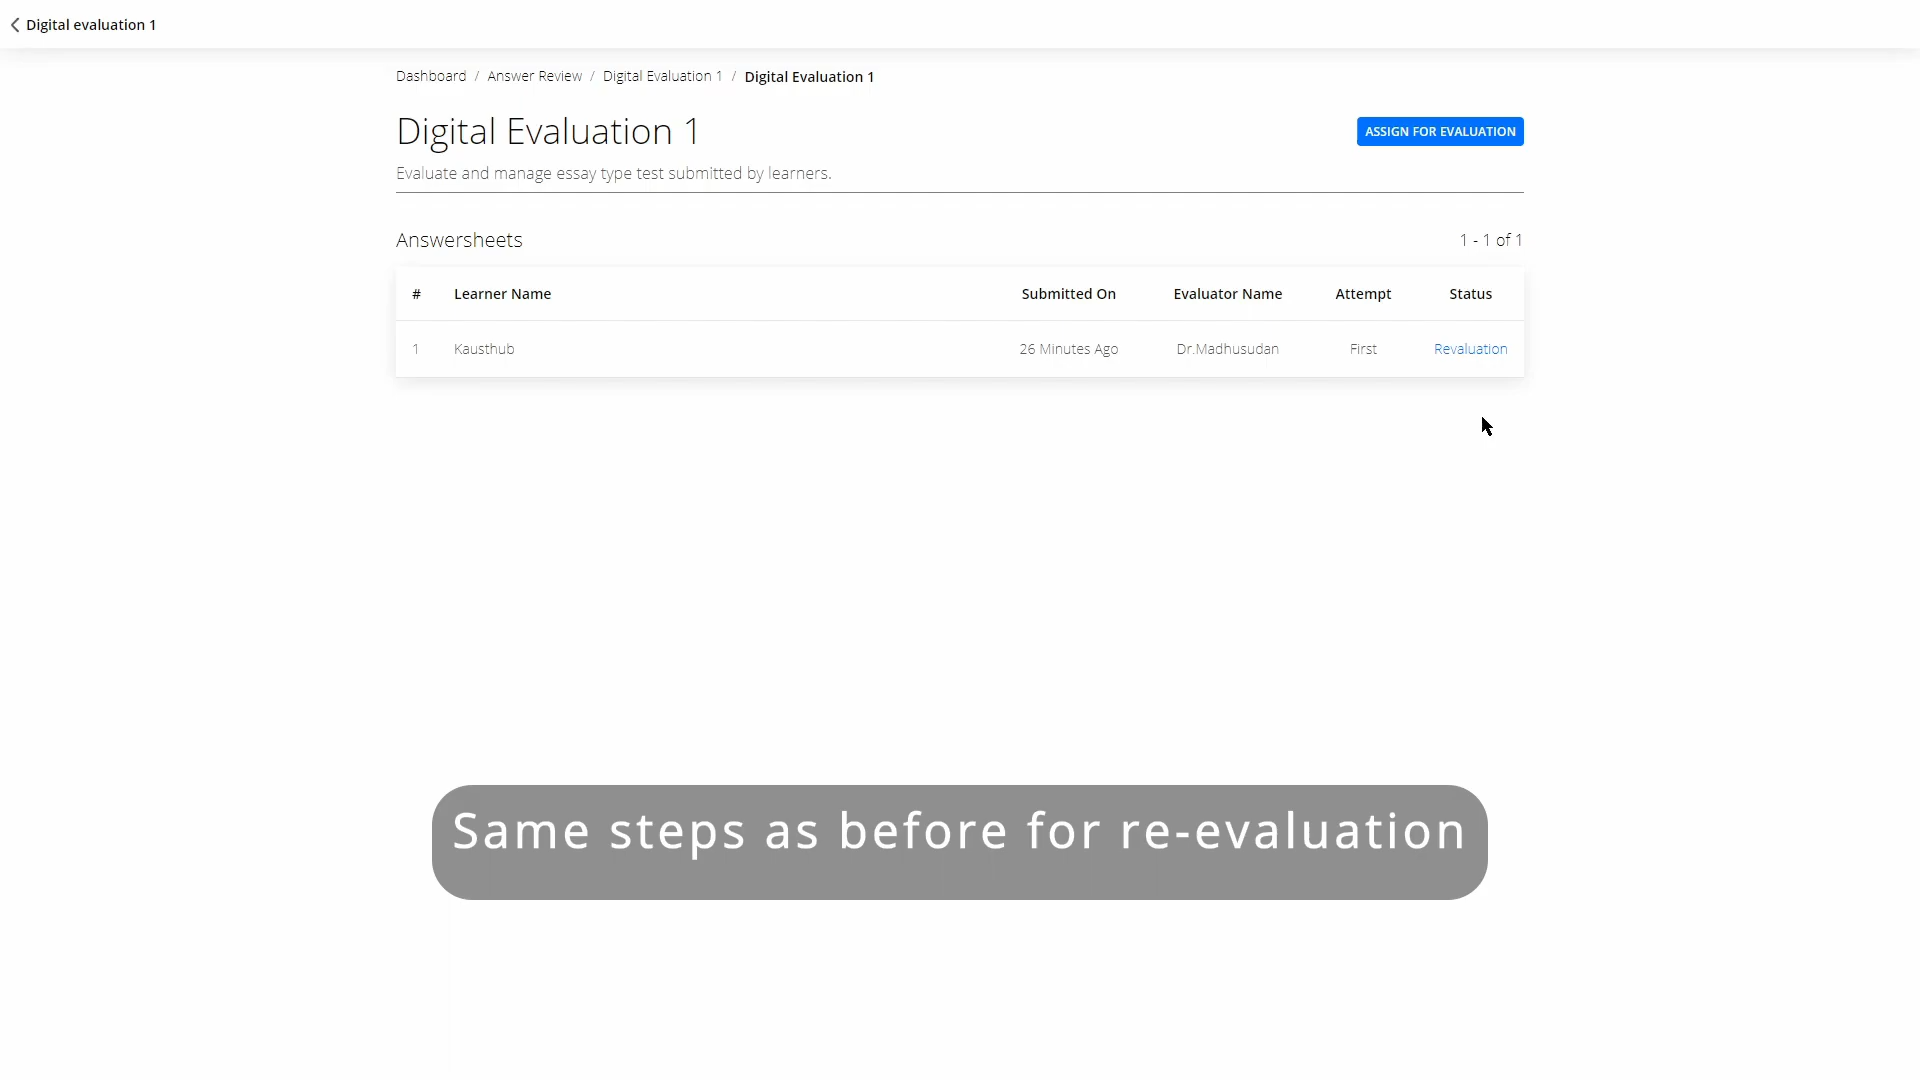 Digital evaluation 1
Dashboard / Answer Review / Digital Evaluation 1 / Digital Evaluation 1
Digital Evaluation 1
ASSIGN FOR EVALUATION
Evaluate and manage essay type test submitted by learners.
Answersheets
1 - 1 of 1
# Learner Name Submitted On Evaluator Name Attempt Status
1 Kausthub 26 Minutes Ago Dr.Madhusudan First Revaluation
Same steps as before for re-evaluation